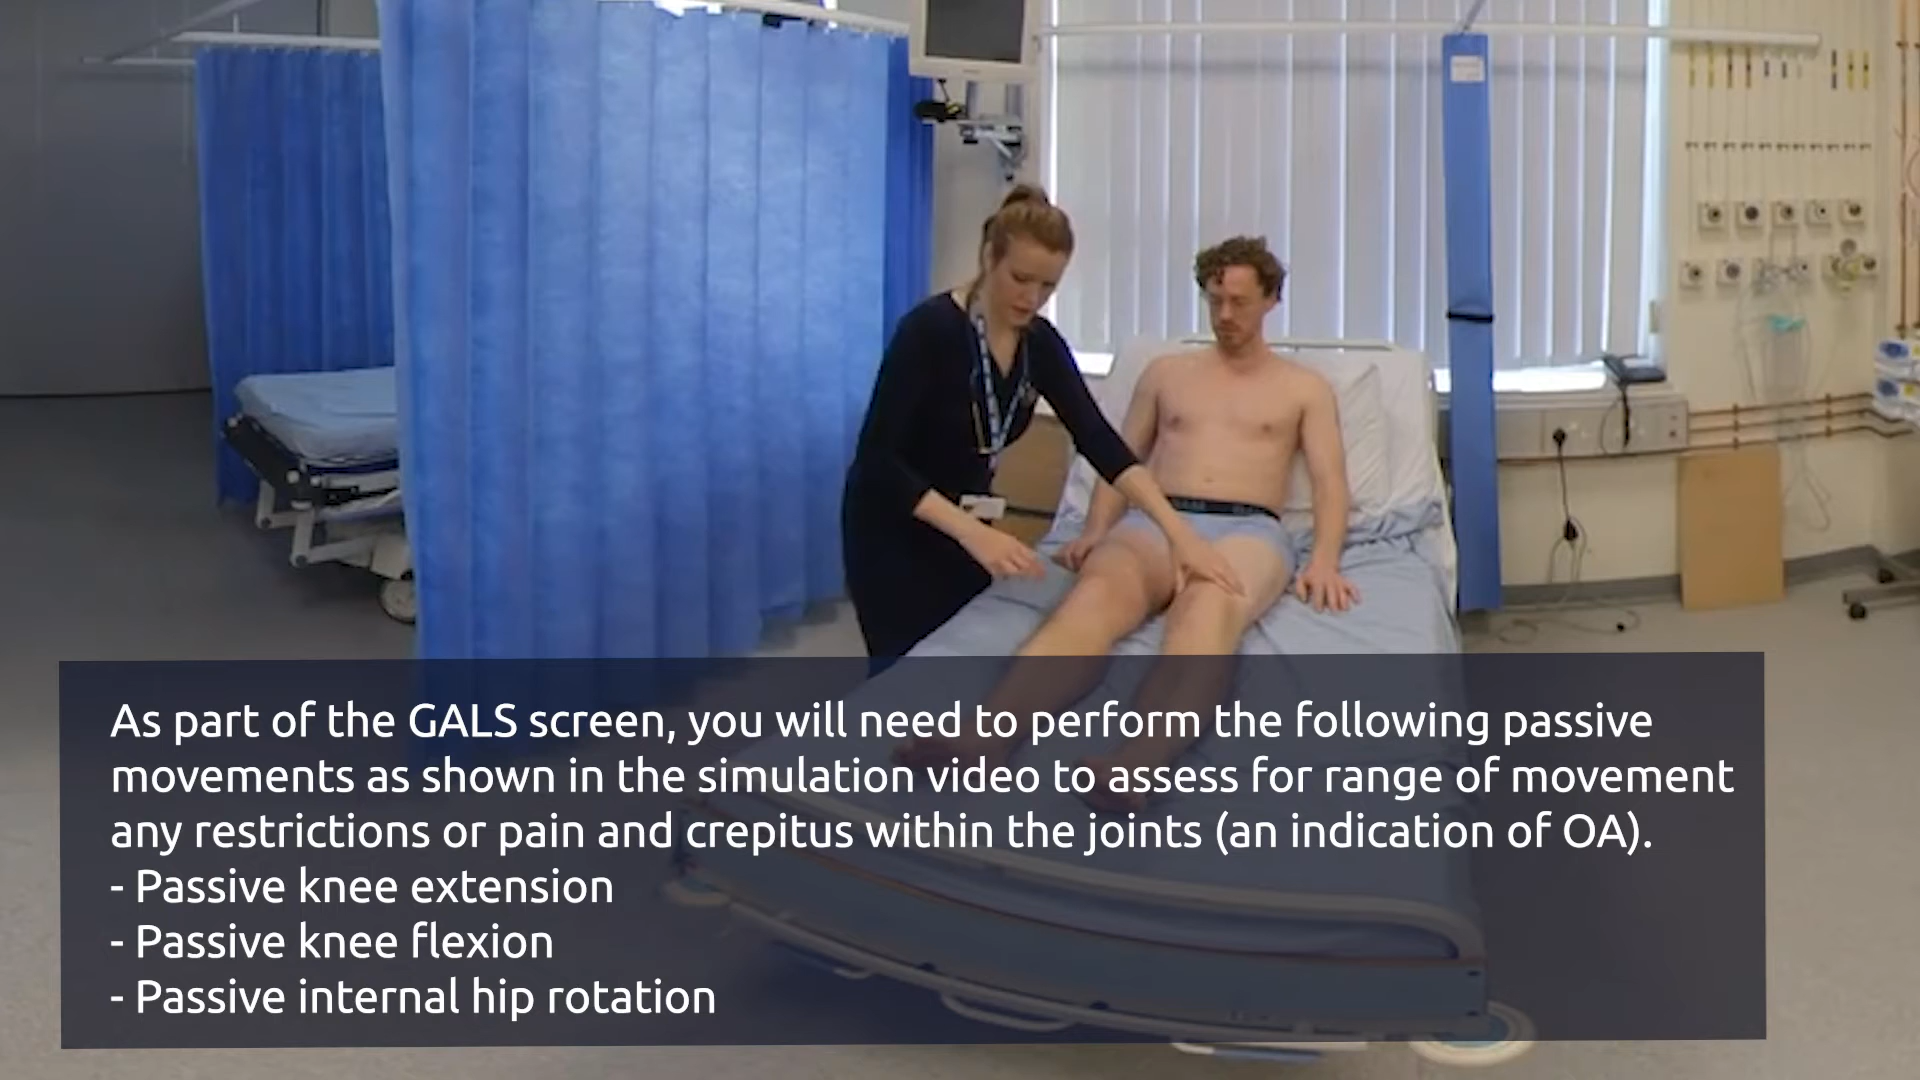 As part of the GALS screen, you will need to perform the following passive
movements as shown in the simulation video to assess for range of movement
any restrictions or pain and crepitus within the joints (an indication of OA).
- Passive knee extension
- Passive knee flexion
- Passive internal hip rotation